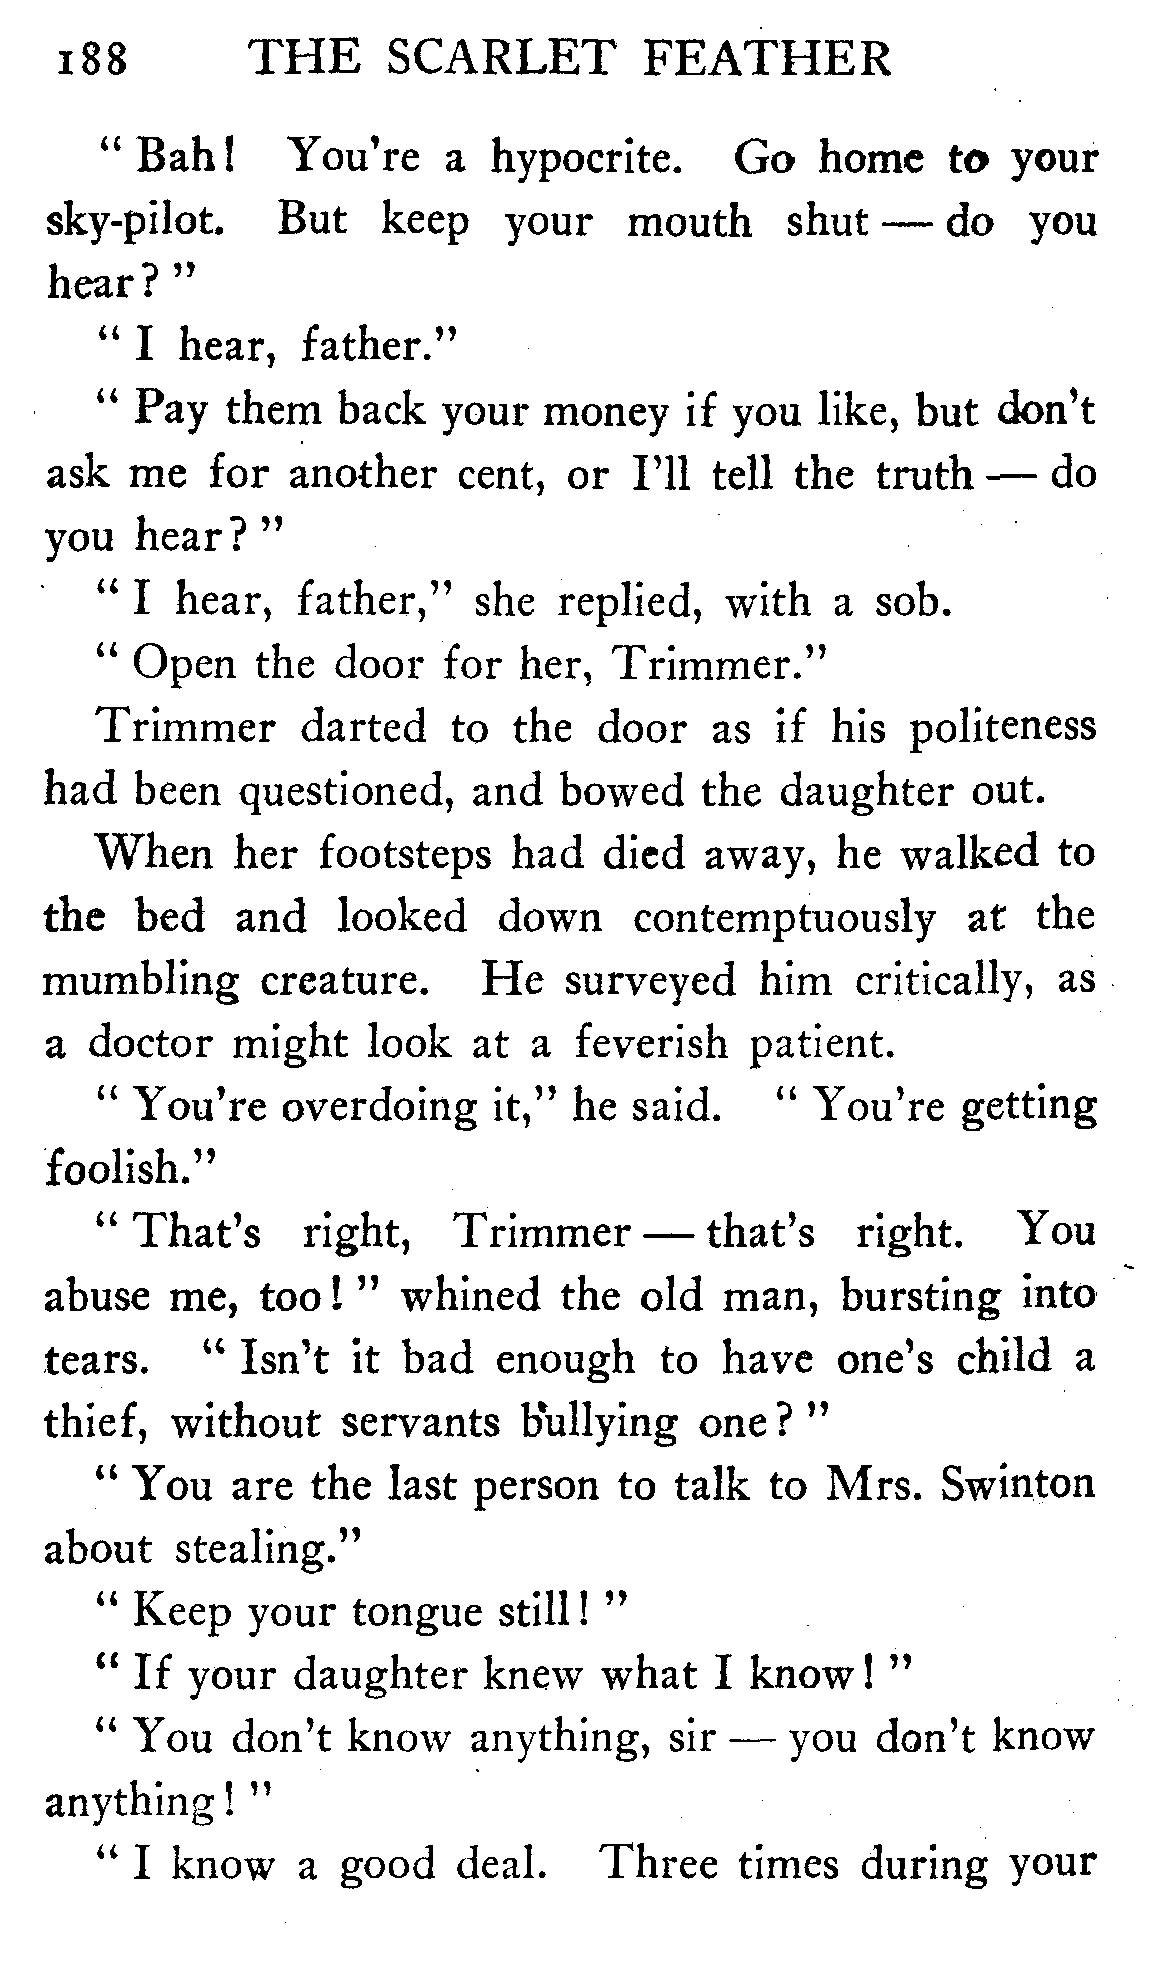 188 THE SCARLET FEATHER
" Bah! You're a hypocrite. Go home to your
sky-pilot. But keep your mouth shut — do you
hear? "
" I hear, father."
" Pay them back your money if you like, but don't
ask me for another cent, or I'll tell the truth — do
you hear? "
" I hear, father," she replied, with a sob.
" Open the door for her, Trimmer."
Trimmer darted to the door as if his politeness
had been questioned, and bowed the daughter out.
When her footsteps had died away, he walked to
the bed and looked down contemptuously at the
mumbling creature. He surveyed him critically, as
a doctor might look at a feverish patient.
" You're overdoing it," he said. " You're getting
foolish."
" That's right, Trimmer — that's right. You
abuse me, too! " whined the old man, bursting into
tears. " Isn't it bad enough to have one's child a
thief, without servants bullying one? "
" You are the last person to talk to Mrs. Swinton
about stealing."
" Keep your tongue still! "
" If your daughter knew what I know! "
" You don't know anything, sir — you don't know
anything! "
" I know a good deal. Three times during your